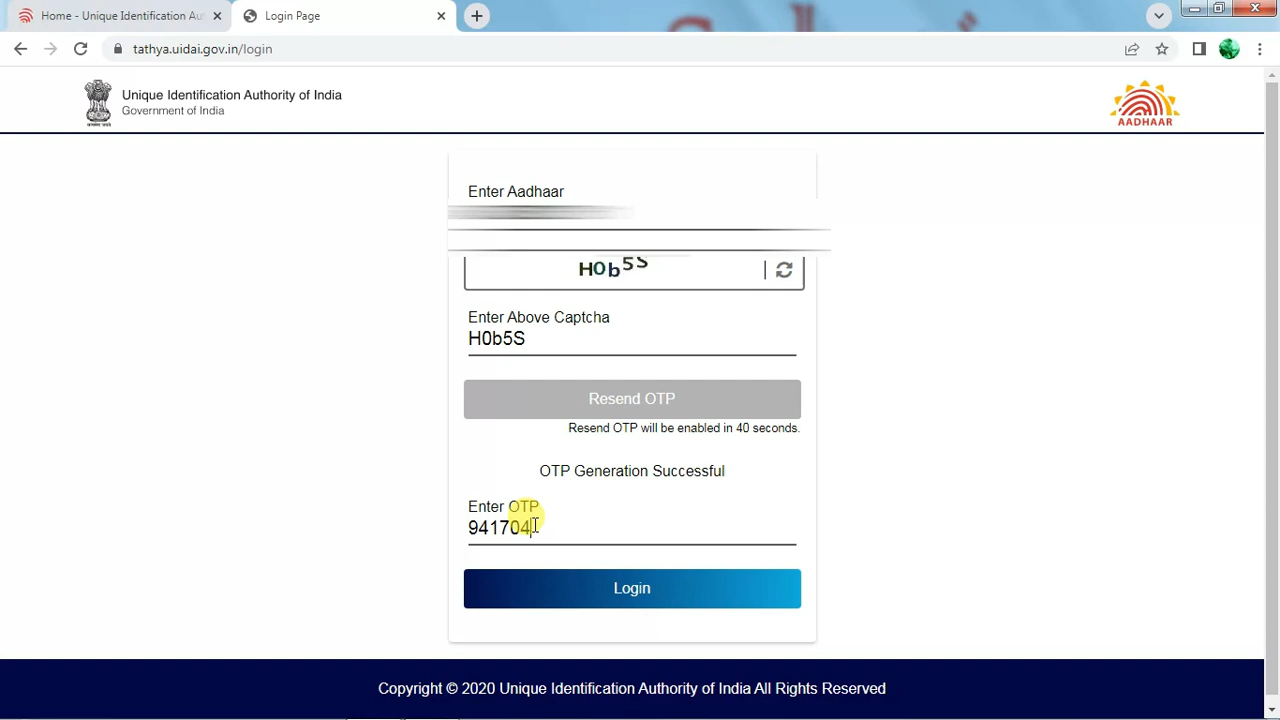 Home - Unique Identification Au
Login Page
tathya.uidai.gov.in/login
Unique Identification Authority of India
Government of India
AADHAAR
Enter Aadhaar
H0b5S
Enter Above Captcha
H0b5S
Resend OTP
Resend OTP will be enabled in 40 seconds.
OTP Generation Successful
Enter OTP
941704
Login
Copyright © 2020 Unique Identification Authority of India All Rights Reserved